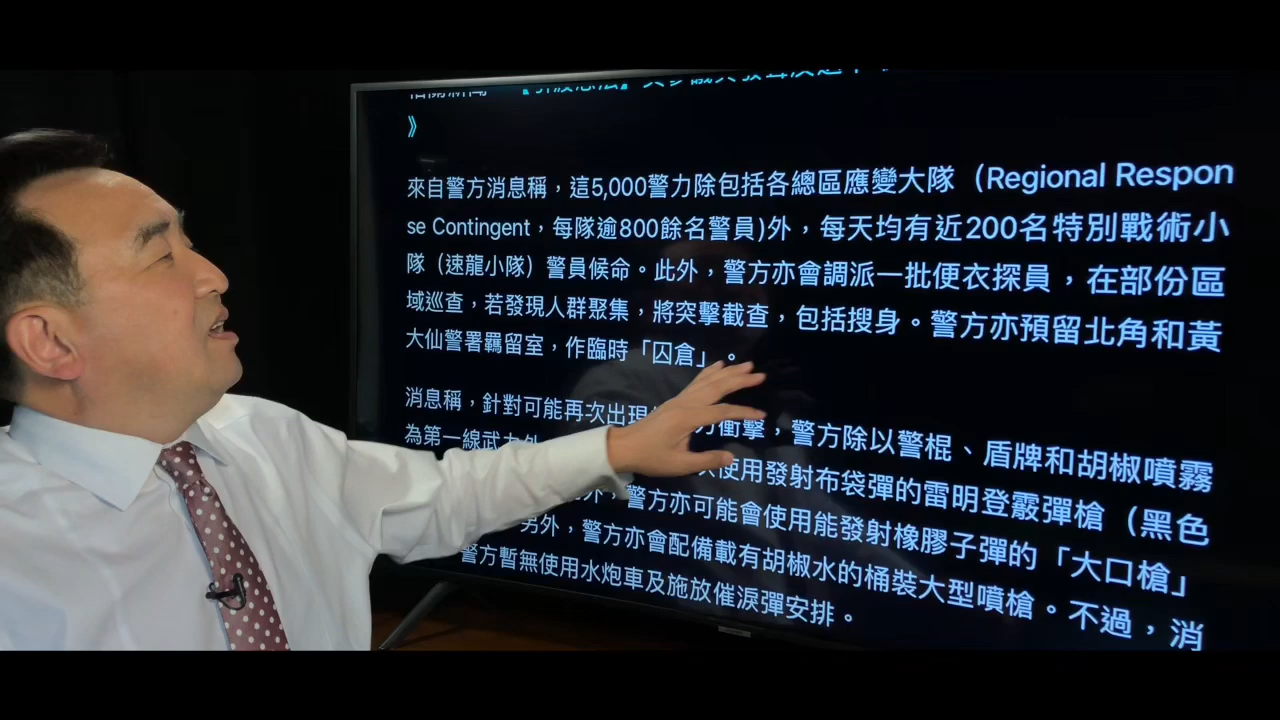 》
來自警方消息稱，這5,000警力除包括各總區應變大隊（Regional Respon
se Contingent，每隊逾800餘名警員)外，每天均有近200名特別戰術小
隊（速龍小隊）警員候命。此外，警方亦會調派一批便衣探員，在部份區
域巡查，若發現人群聚集，將突擊截查，包括搜身。警方亦預留北角和黃
大仙警署羈留室，作臨時「囚倉」。
消息稱，針對可能再次出現 衝擊，警方除以警棍、盾牌和胡椒噴霧
為第一線武力外 使用發射布袋彈的雷明登霰彈槍（黑色
外，警方亦可能會使用能發射橡膠子彈的「大口槍」
另外，警方亦會配備載有胡椒水的桶裝大型噴槍。不過，消
警方暫無使用水炮車及施放催淚彈安排。